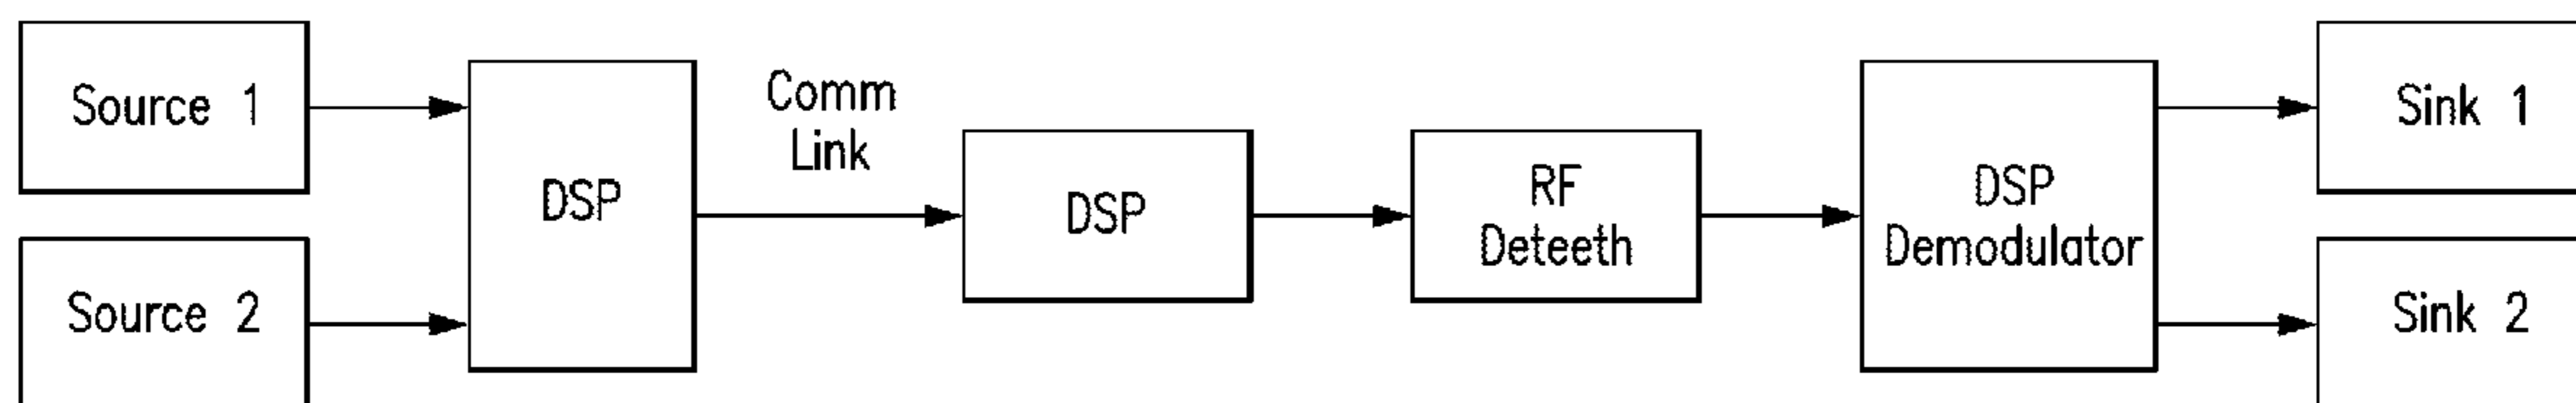 Source 1
Source 2
DSP
Comm
Link
DSP
RF
Deteeth
DSP
Demodulator
Sink 1
Sink 2